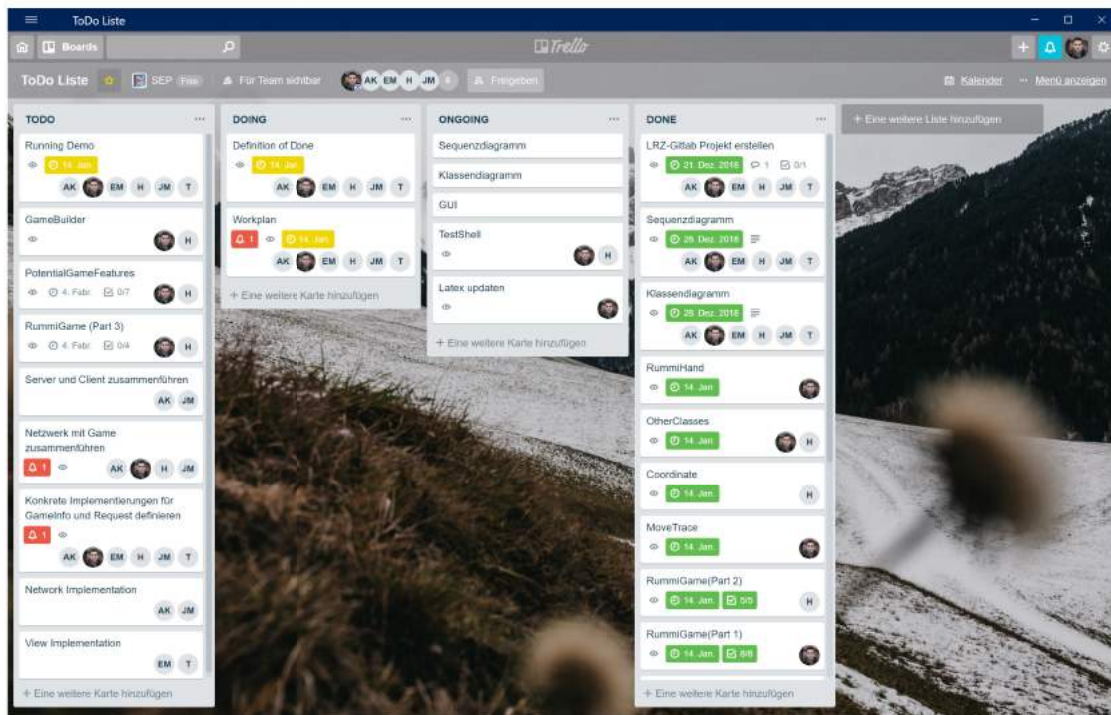 ToDo Liste
Boards
Trello
ToDo Liste
SEP Free
Für Team sichtbar
AK EM H JM 6
Freigeben
Kalender
Menü anzeigen
TODO
Running Demo
14. Jan.
AK EM H JM T
GameBuilder
H
PotentialGameFeatures
4. Febr. 0/7
H
RummiGame (Part 3)
4. Febr. 0/4
H
Server und Client zusammenführen
AK JM
Netzwerk mit Game
zusammenführen
1
AK H JM
Konkrete Implementierungen für
GameInfo und Request definieren
1
AK EM H JM T
Network Implementation
AK JM
View Implementation
EM T
+ Eine weitere Karte hinzufügen
DOING
Definition of Done
14. Jan.
AK EM H JM T
Workplan
1 14. Jan.
AK EM H JM T
+ Eine weitere Karte hinzufügen
ONGOING
Sequenzdiagramm
Klassendiagramm
GUI
TestShell
H
Latex updaten
+ Eine weitere Karte hinzufügen
DONE
LRZ-Gitlab Projekt erstellen
21. Dez. 2018 1 0/1
AK EM H JM T
Sequenzdiagramm
26. Dez. 2018
AK EM H JM T
Klassendiagramm
26. Dez. 2018
AK EM H JM T
RummiHand
14. Jan.
OtherClasses
14. Jan.
H
Coordinate
14. Jan.
H
MoveTrace
14. Jan.
RummiGame(Part 2)
14. Jan. 5/5
H
RummiGame(Part 1)
14. Jan. 8/8
+ Eine weitere Karte hinzufügen
+ Eine weitere Liste hinzufügen